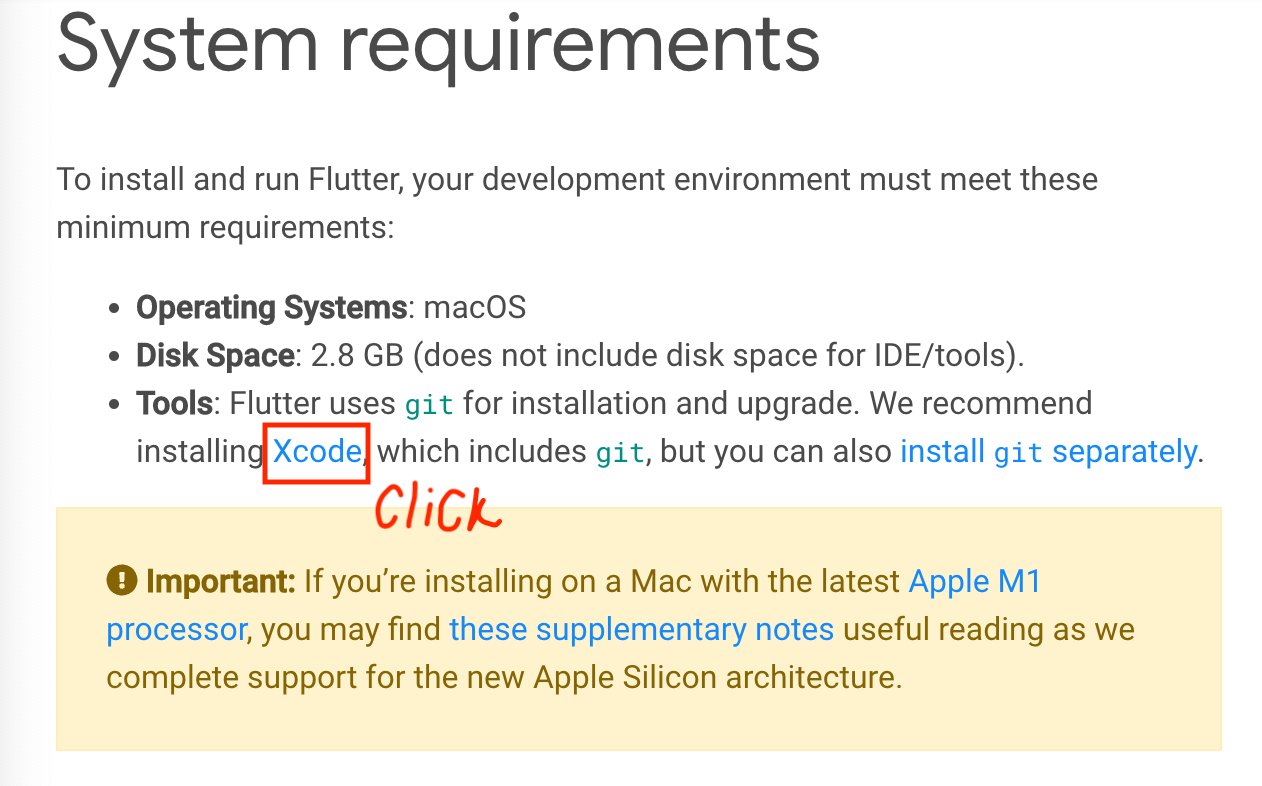 System requirements
To install and run Flutter, your development environment must meet these
minimum requirements:
• Operating Systems: macOS
• Disk Space: 2.8 GB (does not include disk space for IDE/tools).
• Tools: Flutter uses git for installation and upgrade. We recommend
installing Xcode, which includes git, but you can also install git separately.
Click
Important: If you’re installing on a Mac with the latest Apple M1
processor, you may find these supplementary notes useful reading as we
complete support for the new Apple Silicon architecture.